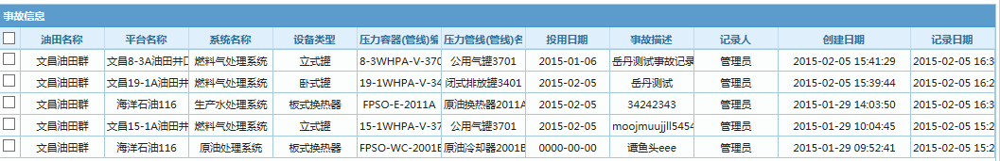 事故信息
油田名称 平台名称 系统名称 设备类型 压力容器(管线)编 压力管线(管线)名 投用日期 事故描述 记录人 创建日期 记录日期
文昌油田群 文昌8-3A油田井口 燃料气处理系统 立式罐 8-3WHPA-V-370 公用气罐3701 2015-01-06 岳丹测试事故记录 管理员 2015-02-05 15:41:29 2015-02-05 16:3
文昌油田群 文昌19-1A油田井 燃料气处理系统 卧式罐 19-1WHPA-V-34 闭式排放罐3401 2015-02-05 岳丹测试 管理员 2015-02-05 15:39:44 2015-02-05 16:2
文昌油田群 海洋石油116 生产水处理系统 板式换热器 FPSO-E-2011A 原油换热器2011A 2015-02-05 34242343 管理员 2015-01-29 14:03:50 2015-02-05 16:3
文昌油田群 文昌15-1A油田井 燃料气处理系统 立式罐 15-1WHPA-V-37 公用气罐3701 2015-02-05 moojmuujjll5454 管理员 2015-01-29 10:04:45 2015-02-05 15:2
文昌油田群 海洋石油116 原油处理系统 板式换热器 FPSO-WC-2001B 原油冷却器2001B 0000-00-00 谭鱼头eee 管理员 2015-01-29 09:52:41 2015-02-05 15:2